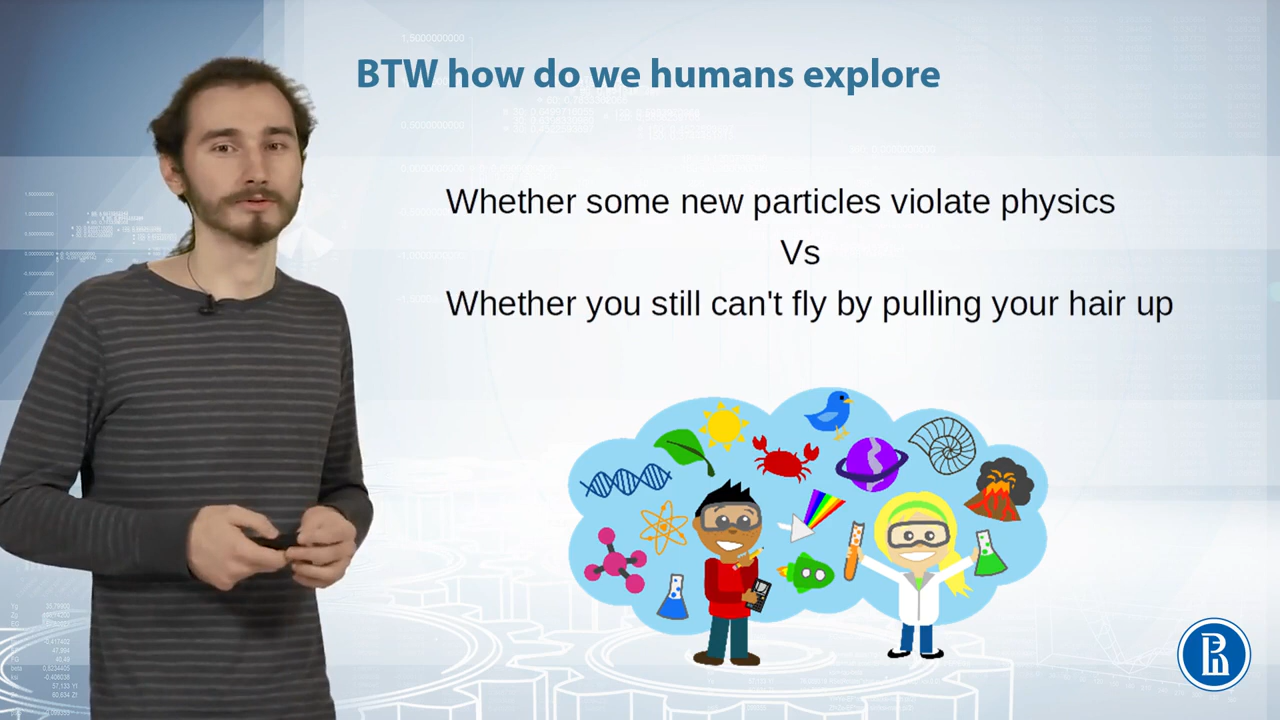 BTW how do we humans explore
Whether some new particles violate physics
Vs
Whether you still can't fly by pulling your hair up